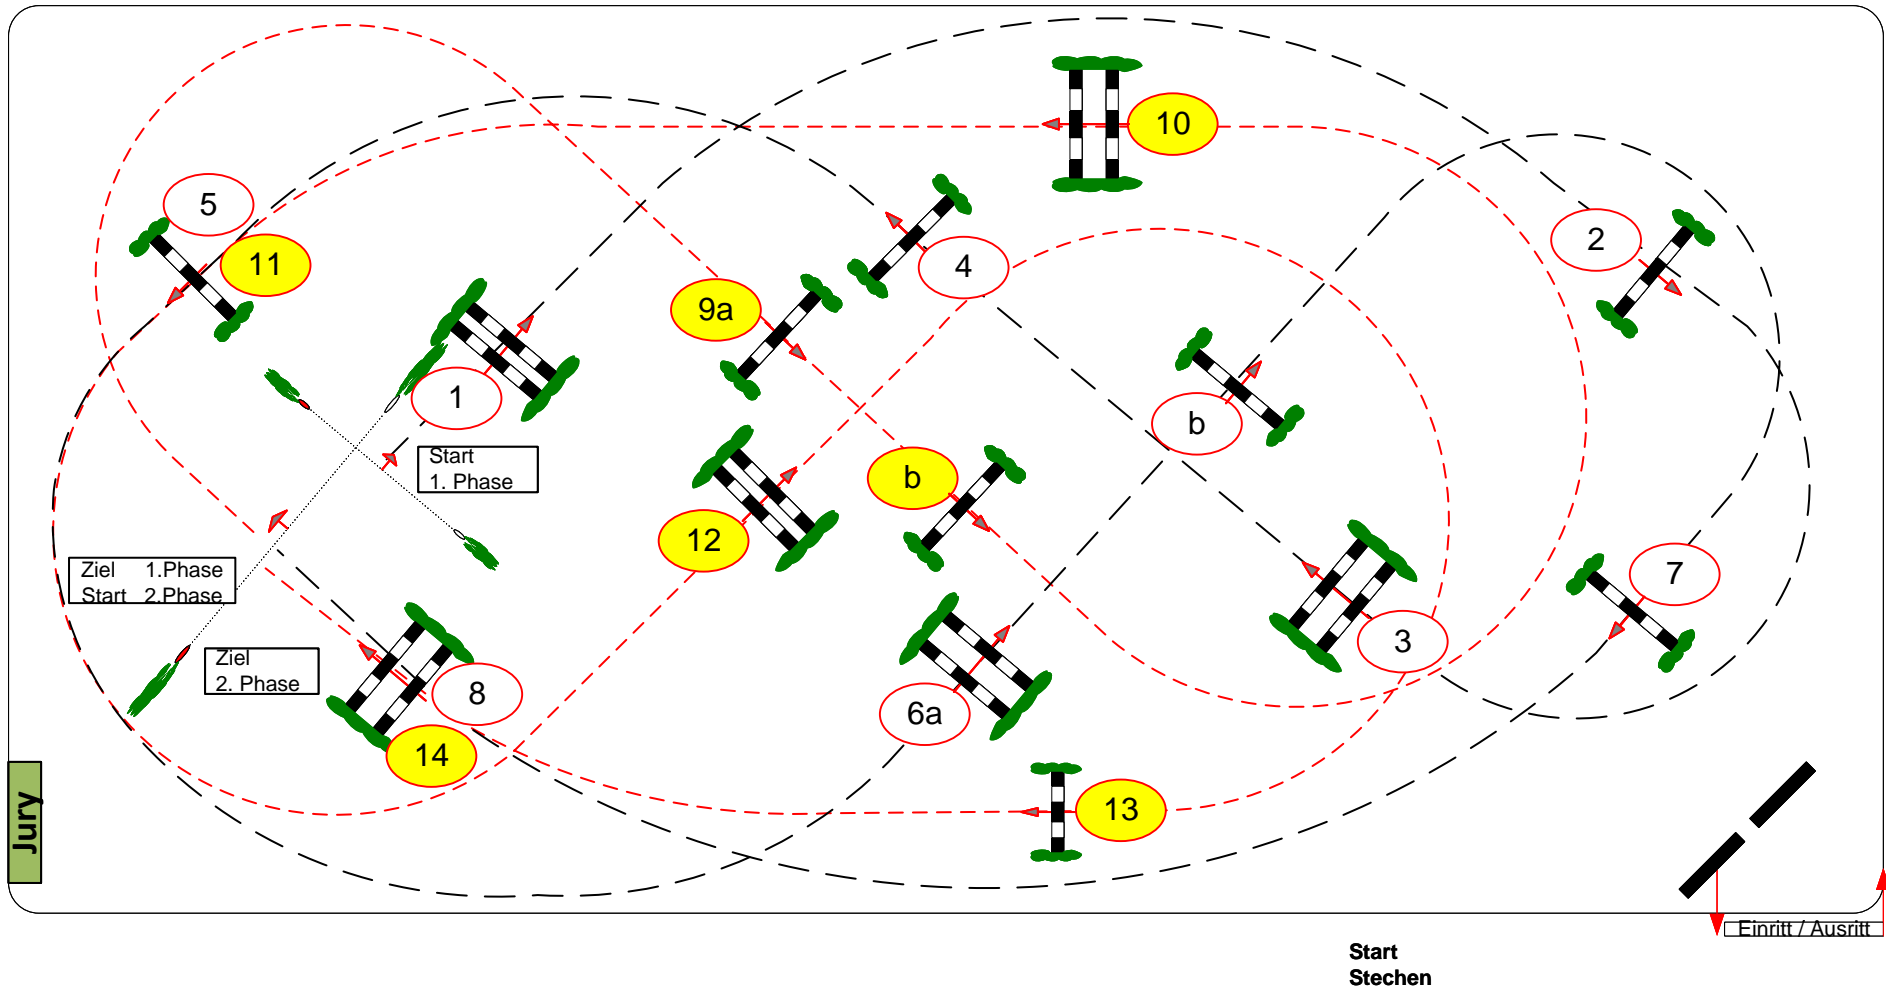 10
5
2
11
4
9a
1
b
Start
1. Phase
b
12
Ziel 1.Phase
Start 2.Phase
7
3
Ziel
2. Phase
8
6a
14
13
Jury
Einritt / Ausritt
Start
Stechen